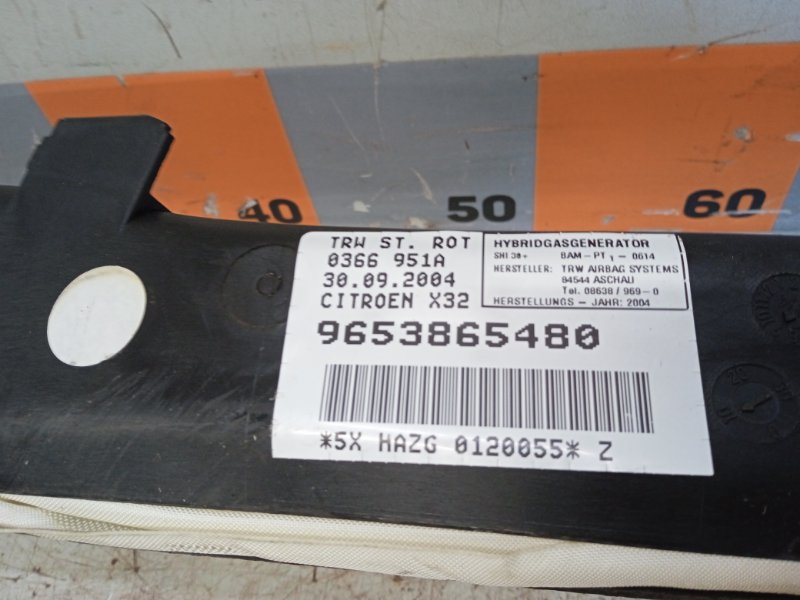 40
50
60
TRW ST. ROT
0366 951A
30.09.2004
CITROEN X32
HYBRIDGASGENERATOR
SHI 30+ BAM-PT1-0614
HERSTELLER: TRW AIRBAG SYSTEMS
84544 ASCHAU
Tel. 08638/969-0
HERSTELLUNGS-JAHR: 2004
9653865480
*5X HAZG 0120055* Z